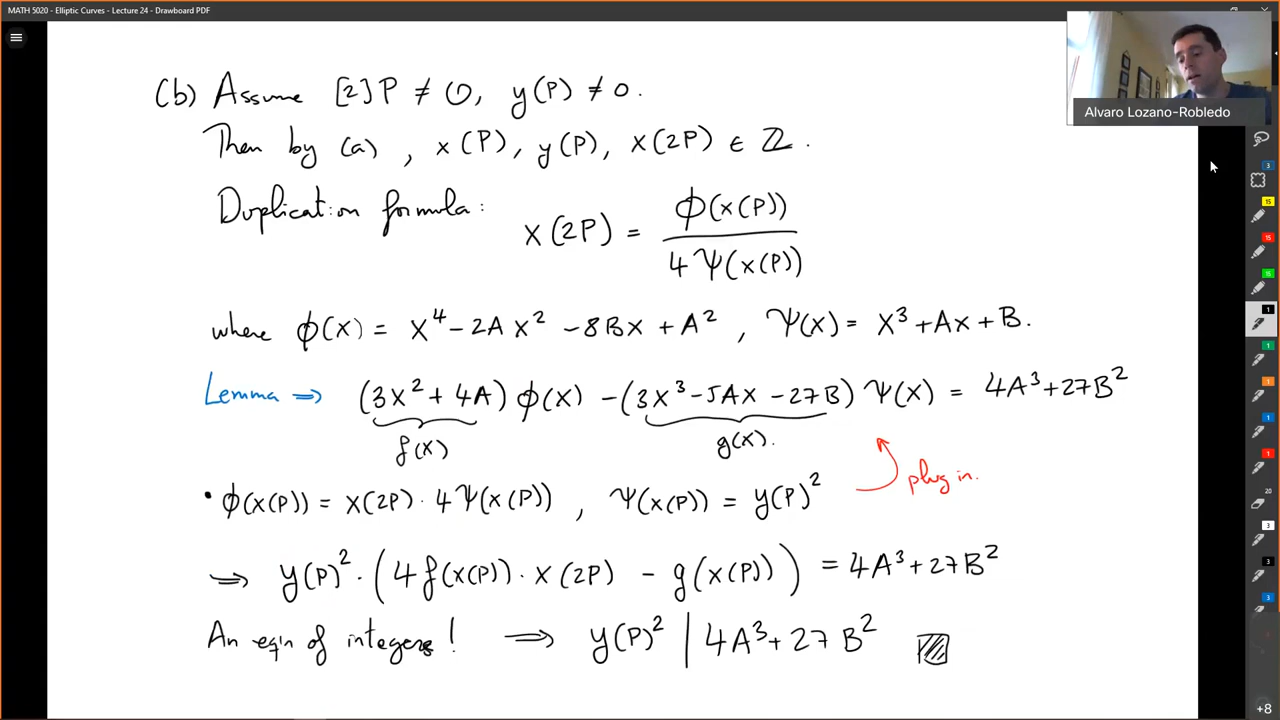 MATH 5020 - Elliptic Curves - Lecture 24 - Drawboard PDF
Alvaro Lozano-Robledo
(b) Assume [2]P ≠ O, y(P) ≠ 0.
Then by (a), x(P), y(P), x(2P) ∈ ℤ.
Duplication formula: x(2P) = ϕ(x(P)) / 4Ψ(x(P))
where ϕ(x) = x⁴ - 2Ax² - 8Bx + A², Ψ(x) = x³ + Ax + B.
Lemma ⇒ (3x² + 4A) ϕ(x) - (3x³ - 5Ax - 27B) Ψ(x) = 4A³ + 27B²
f(x) g(x).
plug in.
• ϕ(x(P)) = x(2P) · 4Ψ(x(P)), Ψ(x(P)) = y(P)²
⇒ y(P)² · (4f(x(P)) · x(2P) - g(x(P))) = 4A³ + 27B²
An eqn of integers! ⇒ y(P)² | 4A³ + 27B²
+8